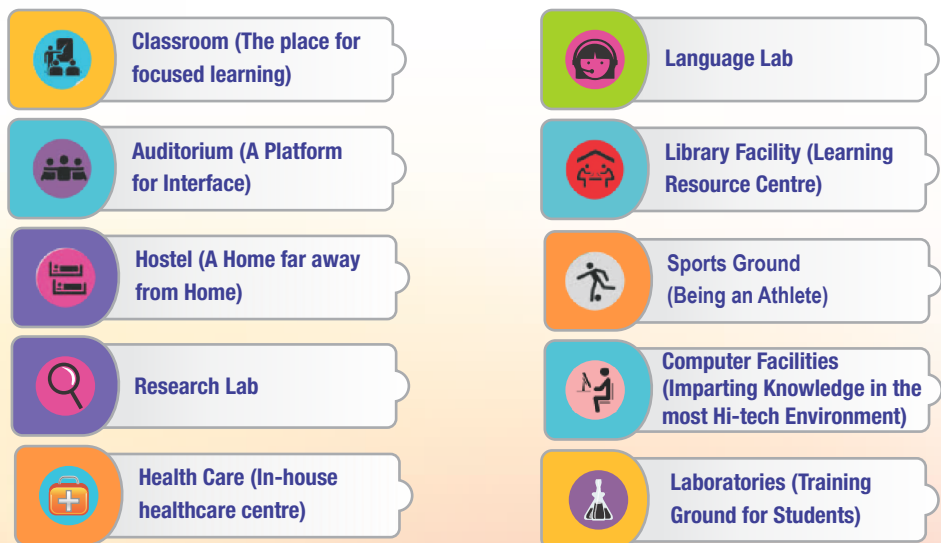 Classroom (The place for
focused learning)
Auditorium (A Platform
for Interface)
Hostel (A Home far away
from Home)
Research Lab
Health Care (In-house
healthcare centre)
Language Lab
Library Facility (Learning
Resource Centre)
Sports Ground
(Being an Athlete)
Computer Facilities
(Imparting Knowledge in the
most Hi-tech Environment)
Laboratories (Training
Ground for Students)